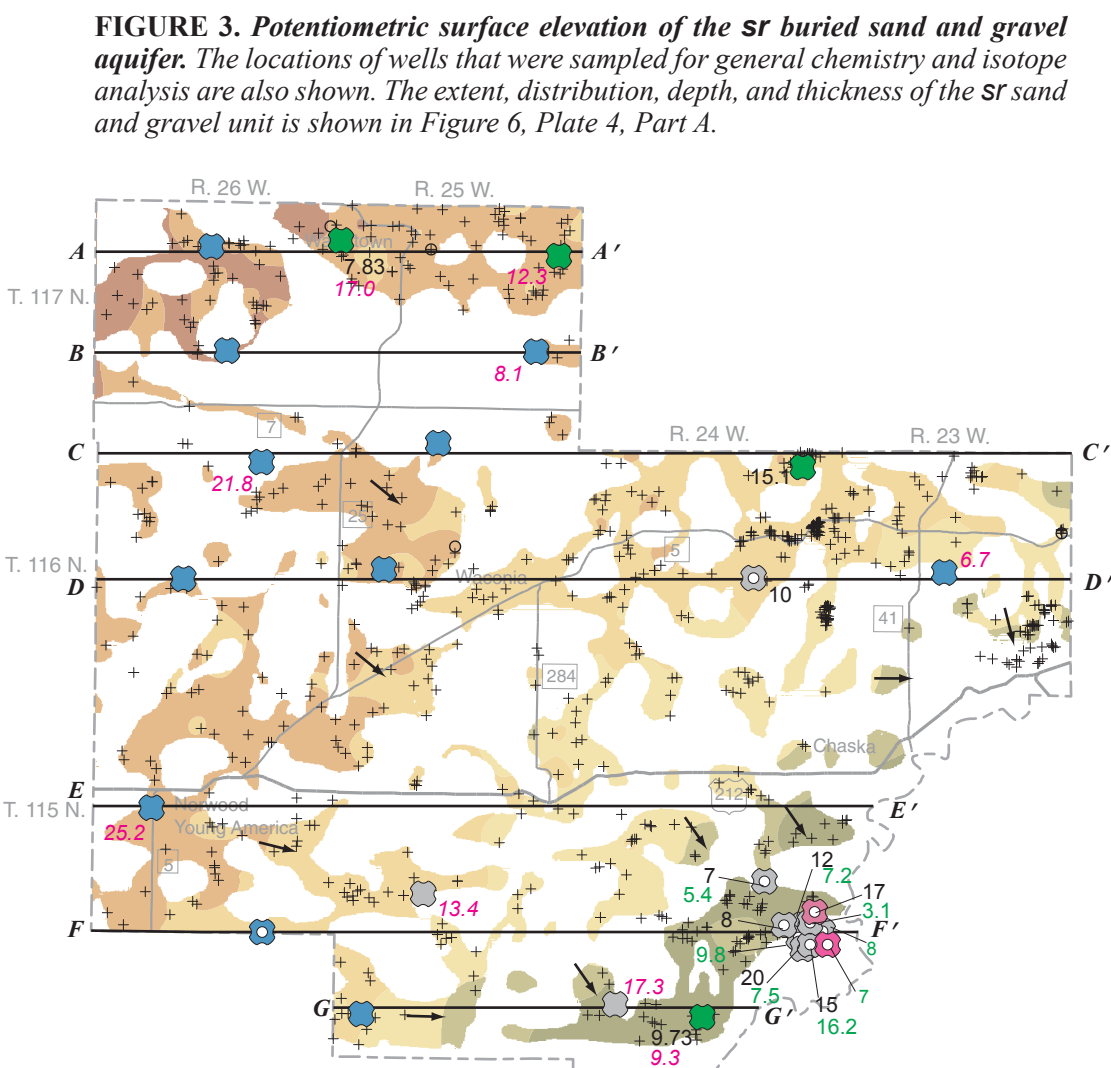 FIGURE 3. Potentiometric surface elevation of the sr buried sand and gravel
aquifer. The locations of wells that were sampled for general chemistry and isotope
analysis are also shown. The extent, distribution, depth, and thickness of the sr sand
and gravel unit is shown in Figure 6, Plate 4, Part A.
R. 26 W.
R. 25 W.
A
A′
7.83
17.0
12.3
T. 117 N.
B
B′
8.1
7
R. 24 W.
R. 23 W.
C
C′
21.8
15.1
25
5
6.7
T. 116 N.
Waconia
D
D′
10
41
284
Chaska
E
212
E′
T. 115 N.
Norwood
Young America
25.2
5
12
7.2
7
5.4
17
3.1
13.4
8
F
F′
8
9.8
20
7.5
7
15
16.2
17.3
G
G′
9.73
9.3